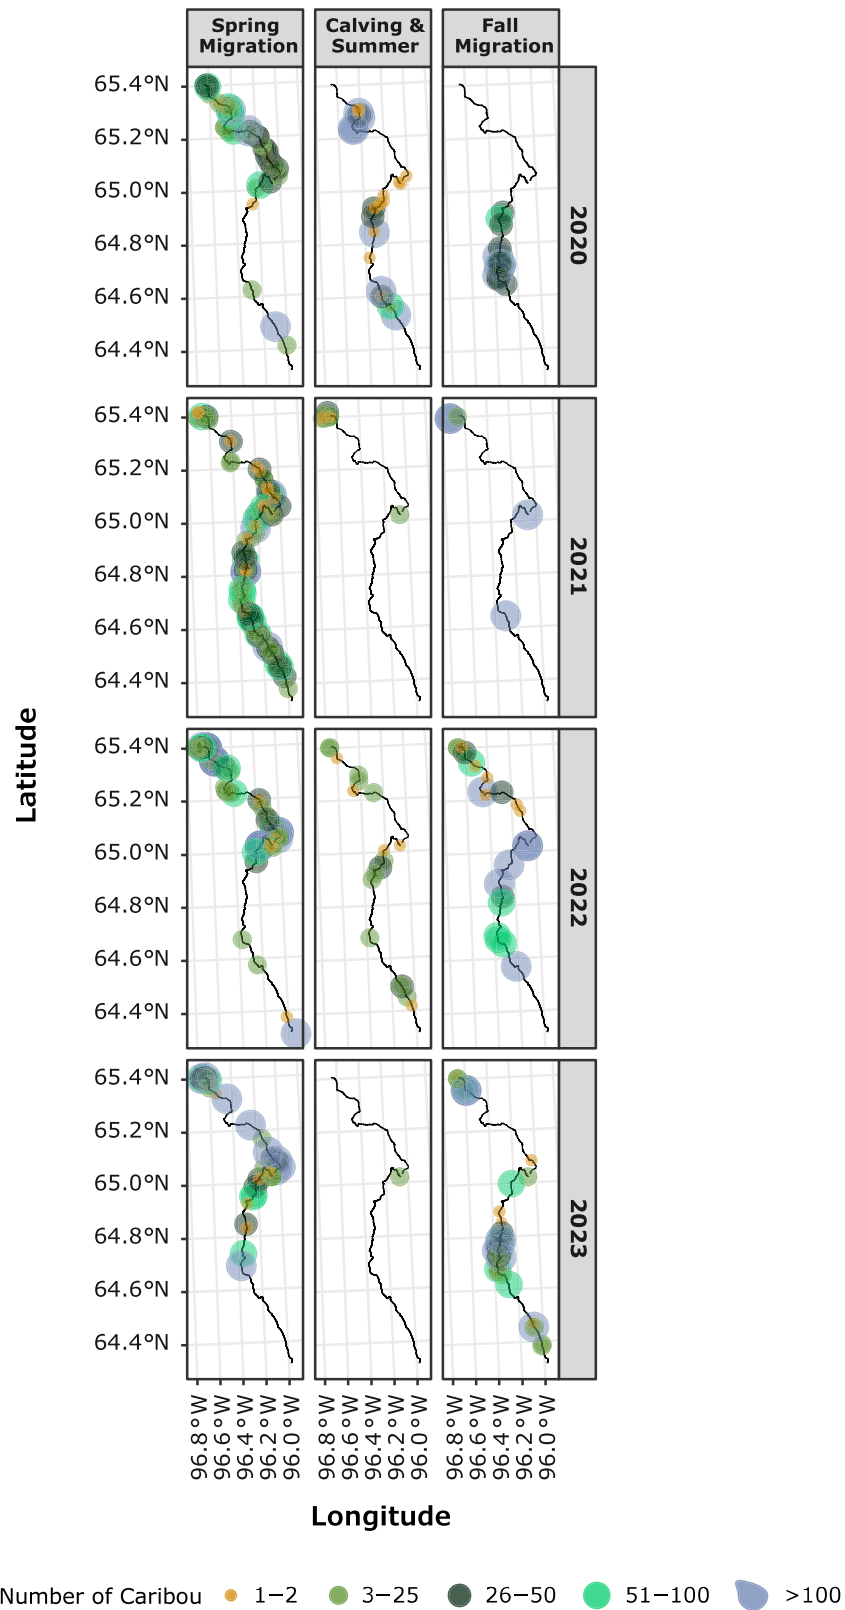 Spring
Migration
Calving &
Summer
Fall
Migration
65.4°N
65.2°N
65.0°N
64.8°N
64.6°N
64.4°N
2020
65.4°N
65.2°N
65.0°N
64.8°N
64.6°N
64.4°N
2021
Latitude
65.4°N
65.2°N
65.0°N
64.8°N
64.6°N
64.4°N
2022
65.4°N
65.2°N
65.0°N
64.8°N
64.6°N
64.4°N
2023
96.8°W
96.6°W
96.4°W
96.2°W
96.0°W
96.8°W
96.6°W
96.4°W
96.2°W
96.0°W
96.8°W
96.6°W
96.4°W
96.2°W
96.0°W
Longitude
Number of Caribou 1−2 3−25 26−50 51−100 >100